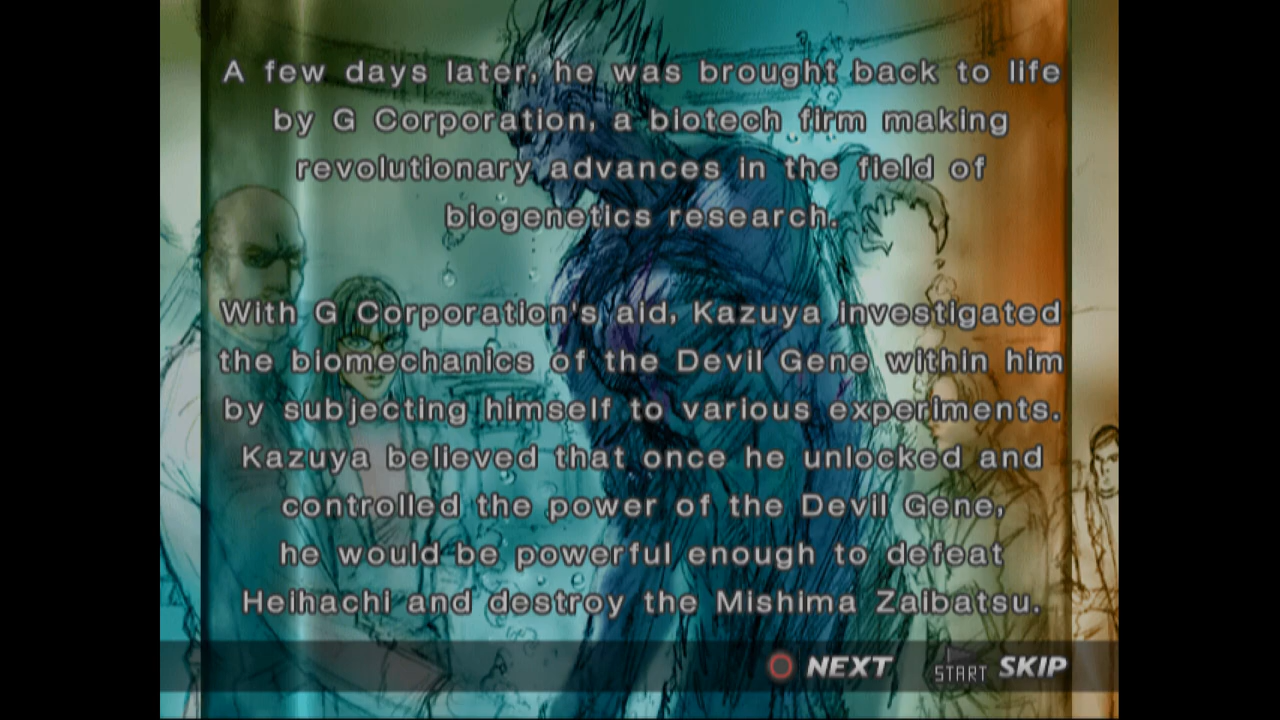 A few days later, he was brought back to life
by G Corporation, a biotech firm making
revolutionary advances in the field of
biogenetics research.
With G Corporation's aid, Kazuya investigated
the biomechanics of the Devil Gene within him
by subjecting himself to various experiments.
Kazuya believed that once he unlocked and
controlled the power of the Devil Gene,
he would be powerful enough to defeat
Heihachi and destroy the Mishima Zaibatsu.
NEXT START SKIP